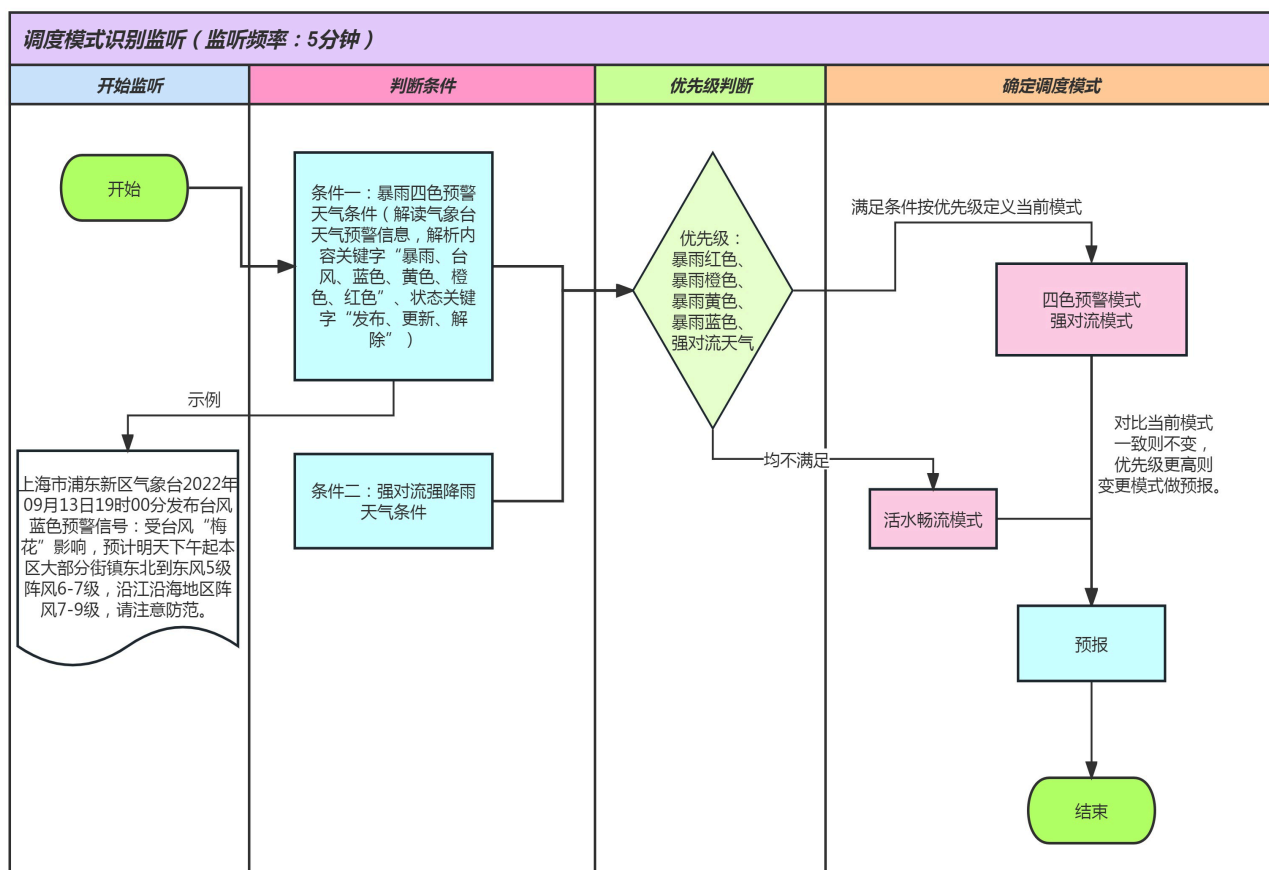 调度模式识别监听（监听频率：5分钟）
开始监听
判断条件
优先级判断
确定调度模式
开始
条件一：暴雨四色预警
天气条件（解读气象台
天气预警信息，解析内
容关键字“暴雨、台
风、蓝色、黄色、橙
色、红色”、状态关键
字“发布、更新、解
除”）
示例
上海市浦东新区气象台2022年
09月13日19时00分发布台风
蓝色预警信号：受台风“梅
花”影响，预计明天下午起本
区大部分街镇东北到东风5级
阵风6-7级，沿江沿海地区阵
风7-9级，请注意防范。
条件二：强对流强降雨
天气条件
优先级：
暴雨红色、
暴雨橙色、
暴雨黄色、
暴雨蓝色、
强对流天气
满足条件按优先级定义当前模式
均不满足
四色预警模式
强对流模式
活水畅流模式
对比当前模式
一致则不变，
优先级更高则
变更模式做预报。
预报
结束